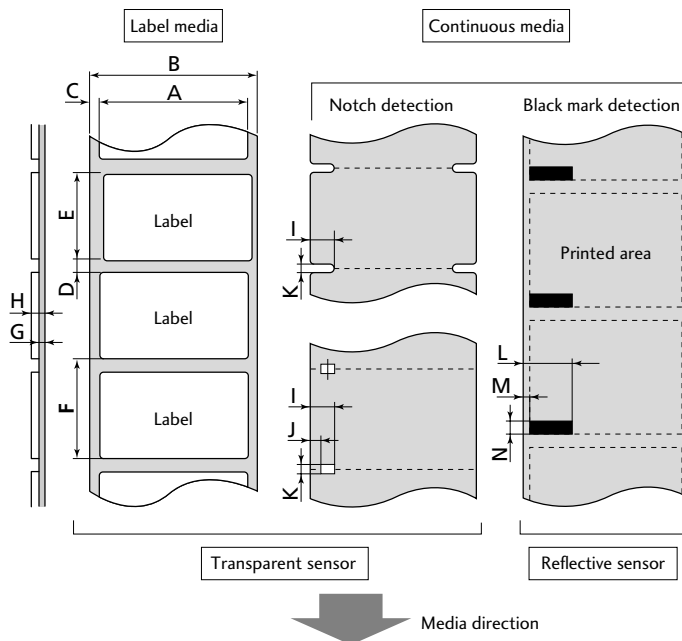 Label media
Continuous media
B
C
A
Notch detection
Black mark detection
E
Label
I
K
Printed area
D
H
G
Label
L
M
F
I
Label
J
K
N
Transparent sensor
Reflective sensor
Media direction